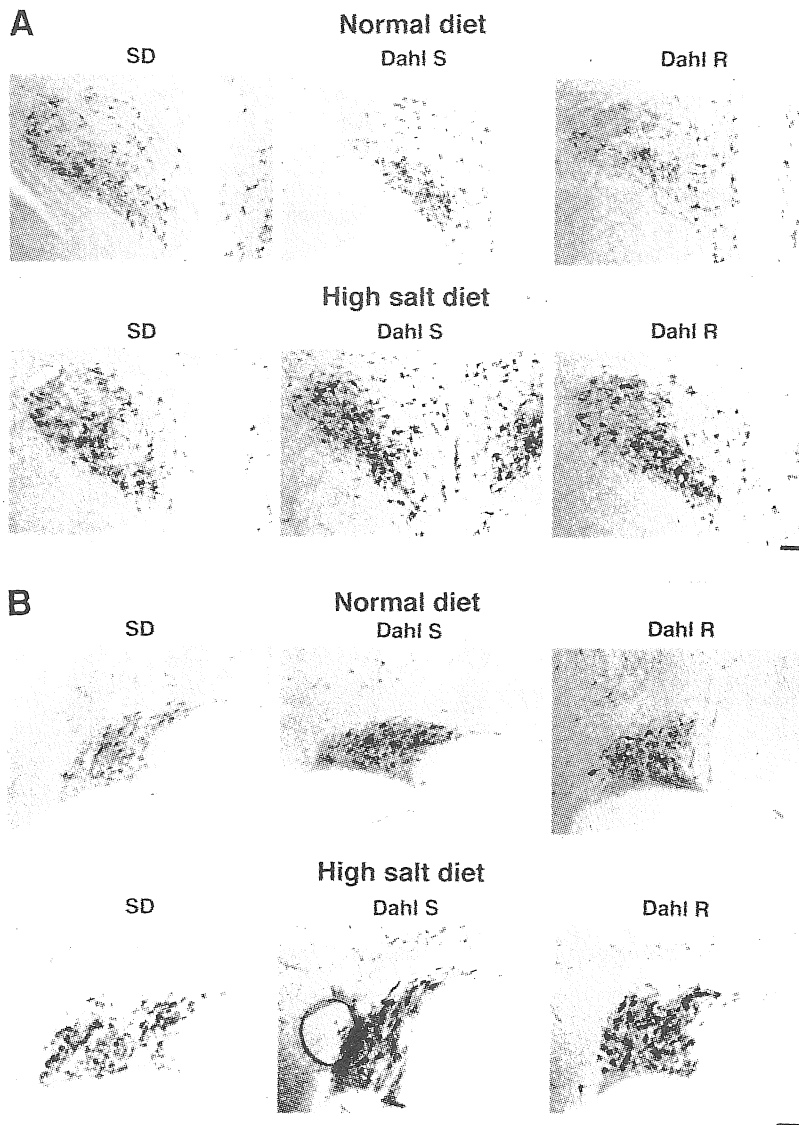 A
Normal diet
SD Dahl S Dahl R
High salt diet
SD Dahl S Dahl R
B
Normal diet
SD Dahl S Dahl R
High salt diet
SD Dahl S Dahl R